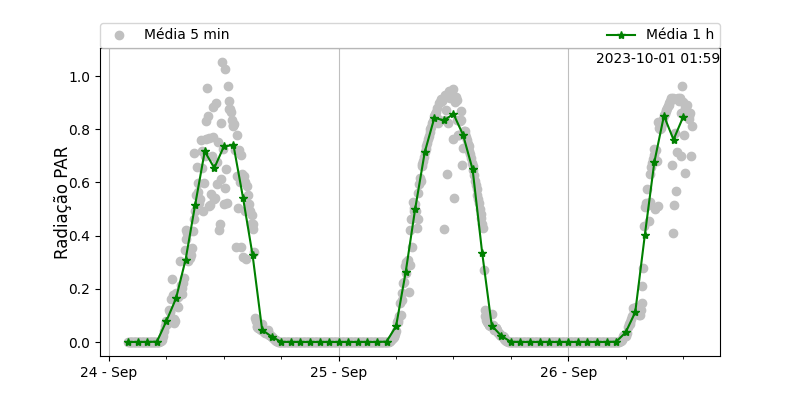 Média 5 min
Média 1 h
2023-10-01 01:59
Radiação PAR
1.0
0.8
0.6
0.4
0.2
0.0
24 - Sep
25 - Sep
26 - Sep